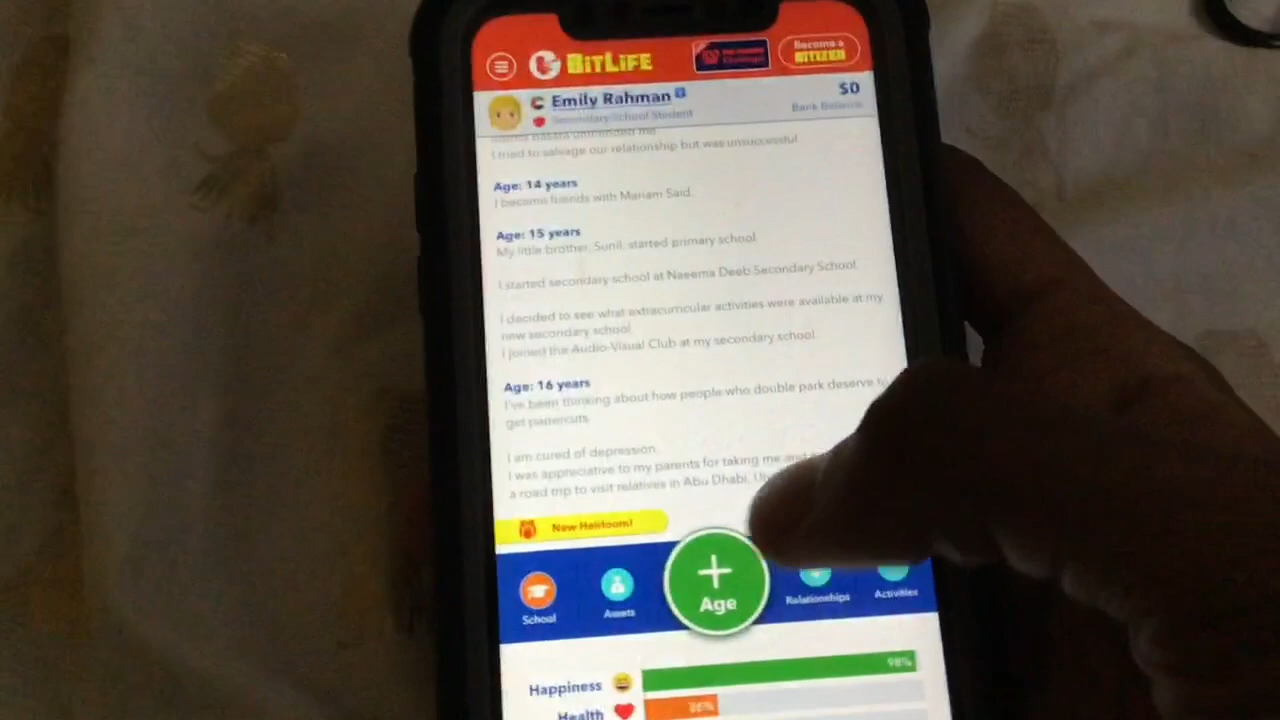 BITLIFE
Become a
BITIZEN
Emily Rahman
$0
Secondary School Student
Bank Balance
I tried to salvage our relationship but was unsuccessful.
Age: 14 years
I became friends with Mariam Said.
Age: 15 years
My little brother, Sunil, started primary school.
I started secondary school at Naeema Deeb Secondary School.
I decided to see what extracurricular activities were available at my
new secondary school.
I joined the Audio-Visual Club at my secondary school.
Age: 16 years
I've been thinking about how people who double park deserve to
get papercuts.
I am cured of depression.
I was appreciative to my parents for taking me and
a road trip to visit relatives in Abu Dhabi,
New Heirloom!
School
Assets
+
Age
Relationships
Activities
Happiness
98%
Health